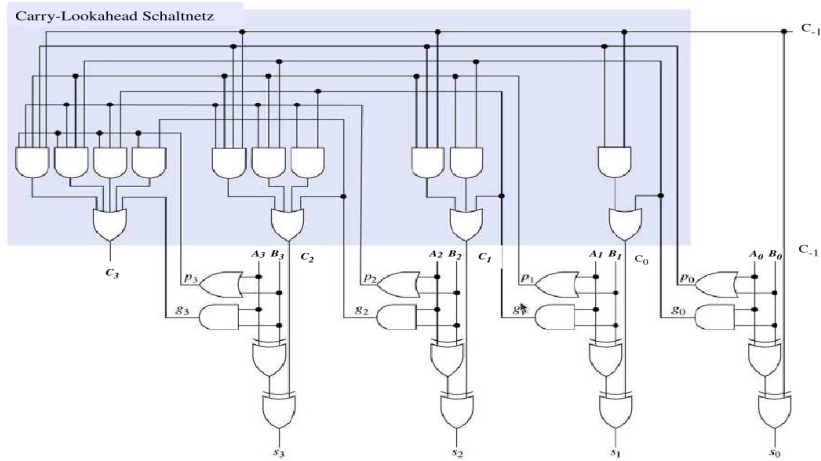 Carry-Lookahead Schaltnetz
C-1
A3 B3 C2 A2 B2 C1 A1 B1 C0 A0 B0 C-1
C3 p3 p2 p1 p0
g3 g2 g0
s3 s2 s1 s0